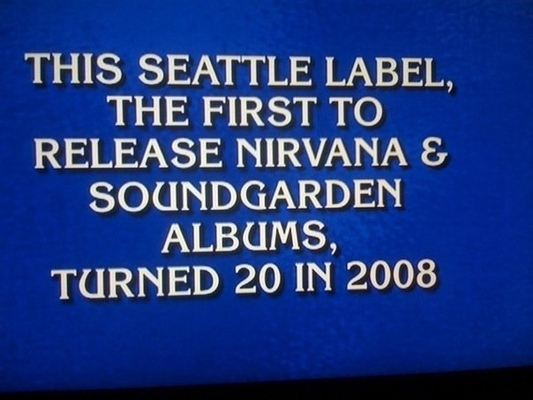 THIS SEATTLE LABEL,
THE FIRST TO
RELEASE NIRVANA &
SOUNDGARDEN
ALBUMS,
TURNED 20 IN 2008